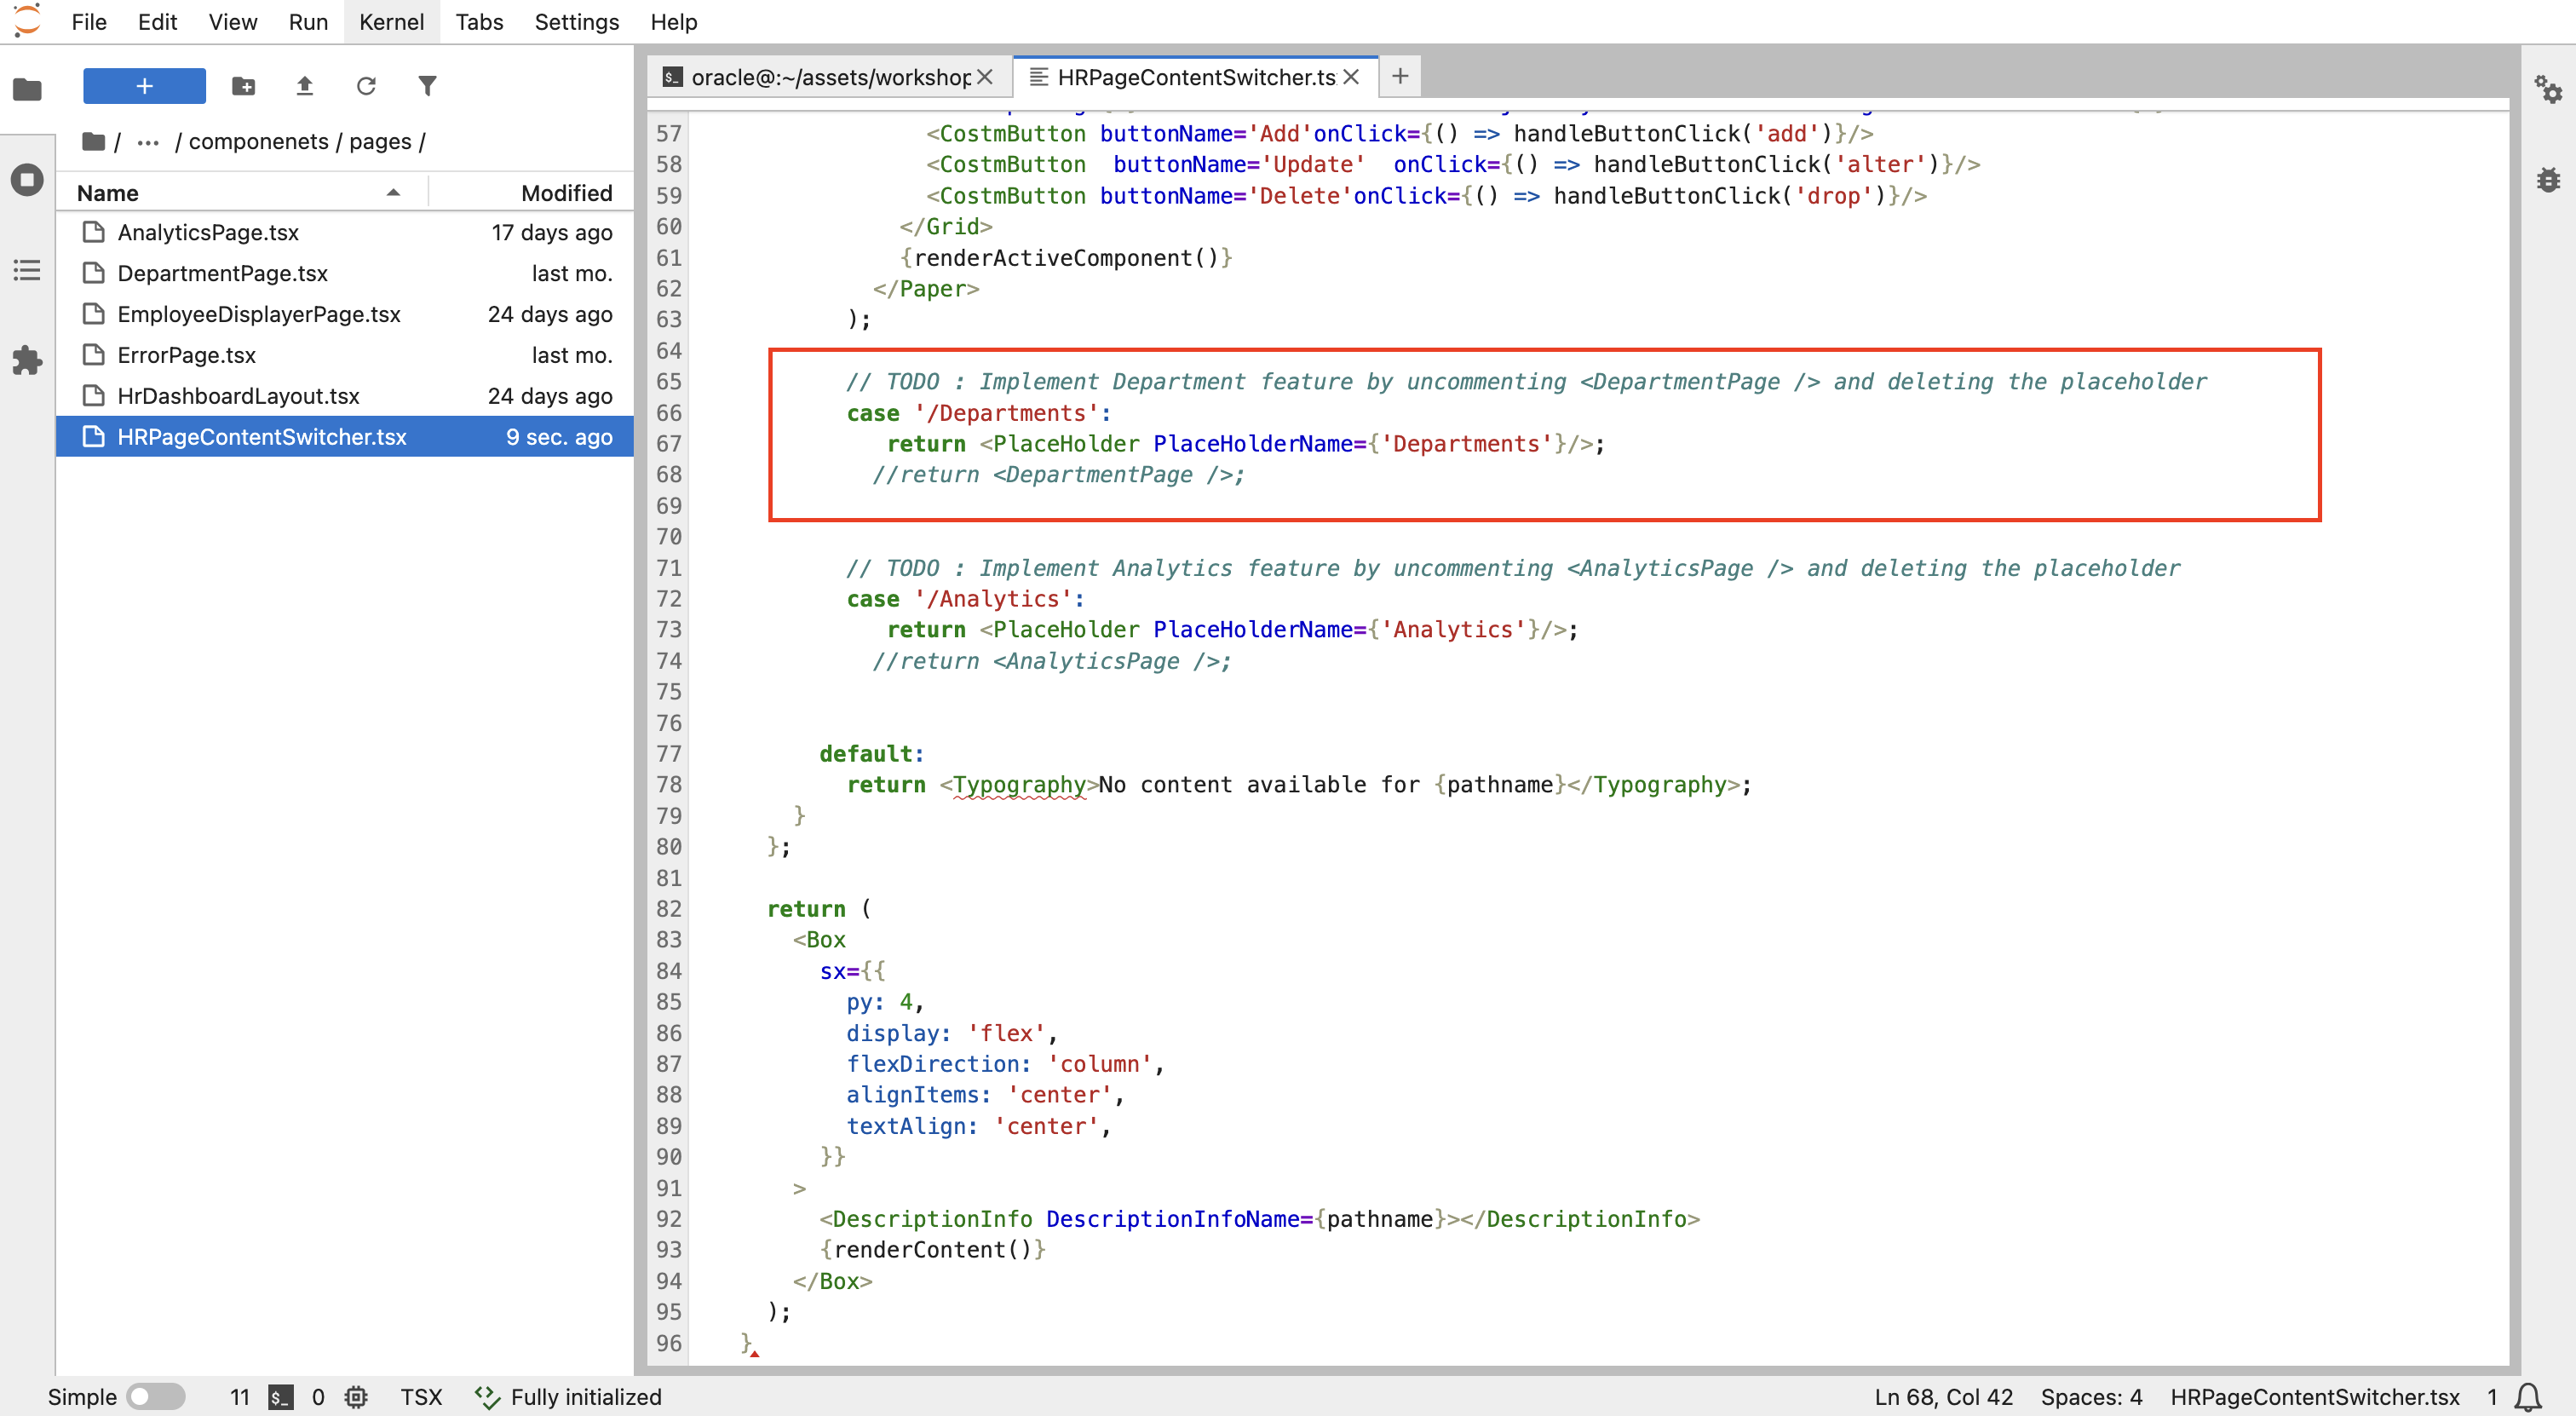 File Edit View Run Kernel Tabs Settings Help
+
/ ··· / componenets / pages /
Name Modified
AnalyticsPage.tsx 17 days ago
DepartmentPage.tsx last mo.
EmployeeDisplayerPage.tsx 24 days ago
ErrorPage.tsx last mo.
HrDashboardLayout.tsx 24 days ago
HRPageContentSwitcher.tsx 9 sec. ago
$_ oracle@:~/assets/workshop HRPageContentSwitcher.ts +
57 <CostmButton buttonName='Add'onClick={() => handleButtonClick('add')}/>
58 <CostmButton  buttonName='Update'  onClick={() => handleButtonClick('alter')}/>
59 <CostmButton buttonName='Delete'onClick={() => handleButtonClick('drop')}/>
60 </Grid>
61 {renderActiveComponent()}
62 </Paper>
63 );
64
65 // TODO : Implement Department feature by uncommenting <DepartmentPage /> and deleting the placeholder
66 case '/Departments':
67 return <PlaceHolder PlaceHolderName={'Departments'}/>;
68 //return <DepartmentPage />;
69
70
71 // TODO : Implement Analytics feature by uncommenting <AnalyticsPage /> and deleting the placeholder
72 case '/Analytics':
73 return <PlaceHolder PlaceHolderName={'Analytics'}/>;
74 //return <AnalyticsPage />;
75
76
77 default:
78 return <Typography>No content available for {pathname}</Typography>;
79 }
80 };
81
82 return (
83 <Box
84 sx={{
85 py: 4,
86 display: 'flex',
87 flexDirection: 'column',
88 alignItems: 'center',
89 textAlign: 'center',
90 }}
91 >
92 <DescriptionInfo DescriptionInfoName={pathname}></DescriptionInfo>
93 {renderContent()}
94 </Box>
95 );
96 }
Simple 11 $_ 0 TSX Fully initialized Ln 68, Col 42 Spaces: 4 HRPageContentSwitcher.tsx 1